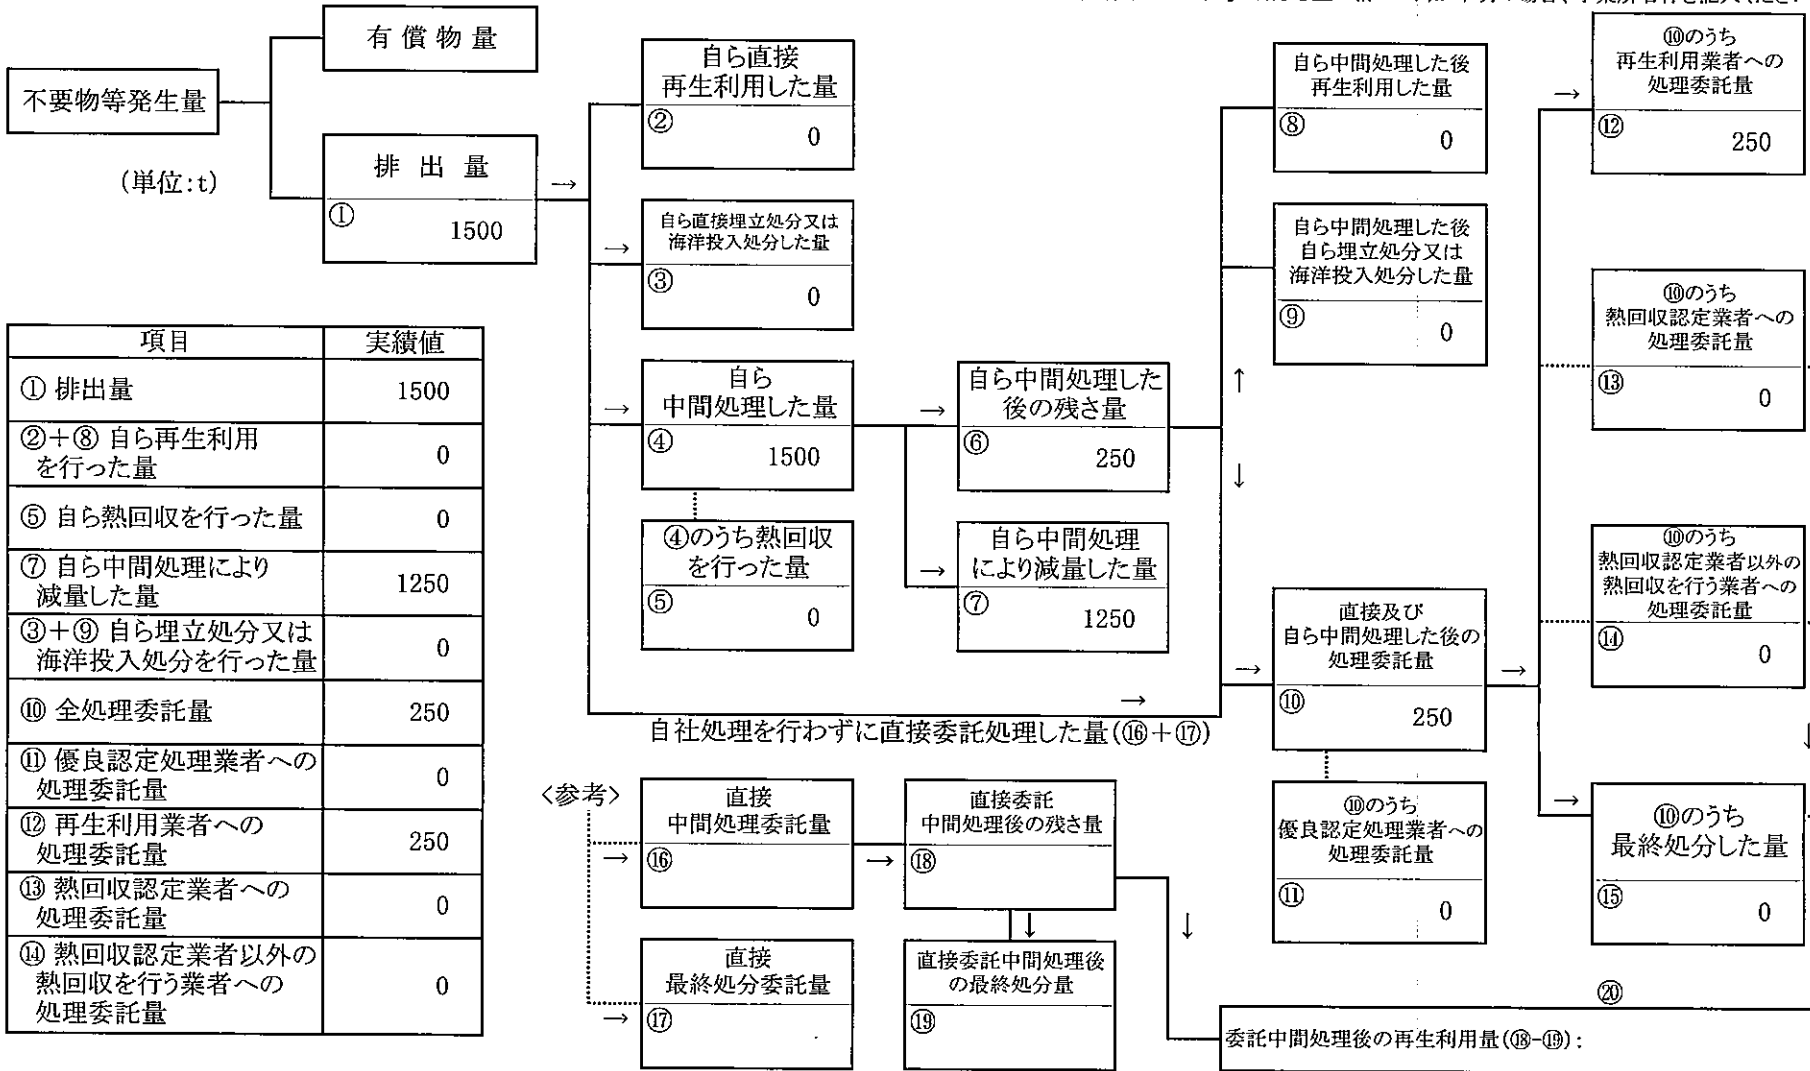 有償物量
不要物等発生量
(単位:t)
排出量
① 1500
自ら直接
再生利用した量
② 0
自ら直接埋立処分又は
海洋投入処分した量
③ 0
自ら
中間処理した量
④ 1500
④のうち熱回収
を行った量
⑤ 0
自ら中間処理した
後の残さ量
⑥ 250
自ら中間処理
により減量した量
⑦ 1250
自ら中間処理した後
再生利用した量
⑧ 0
自ら中間処理した後
自ら埋立処分又は
海洋投入処分した量
⑨ 0
直接及び
自ら中間処理した後の
処理委託量
⑩ 250
⑩のうち
優良認定処理業者への
処理委託量
⑪ 0
⑩のうち
再生利用業者への
処理委託量
⑫ 250
⑩のうち
熱回収認定業者への
処理委託量
⑬ 0
⑩のうち
熱回収認定業者以外の
熱回収を行う業者への
処理委託量
⑭ 0
⑩のうち
最終処分した量
⑮ 0
自社処理を行わずに直接委託処理した量(⑯+⑰)
<参考>
直接
中間処理委託量
⑯
直接
最終処分委託量
⑰
直接委託
中間処理後の残さ量
⑱
直接委託中間処理後
の最終処分量
⑲
⑳
委託中間処理後の再生利用量(⑱-⑲):
項目 実績値
① 排出量 1500
②+⑧ 自ら再生利用
を行った量 0
⑤ 自ら熱回収を行った量 0
⑦ 自ら中間処理により
減量した量 1250
③+⑨ 自ら埋立処分又は
海洋投入処分を行った量 0
⑩ 全処理委託量 250
⑪ 優良認定処理業者への
処理委託量 0
⑫ 再生利用業者への
処理委託量 250
⑬ 熱回収認定業者への
処理委託量 0
⑭ 熱回収認定業者以外の
熱回収を行う業者への
処理委託量 0